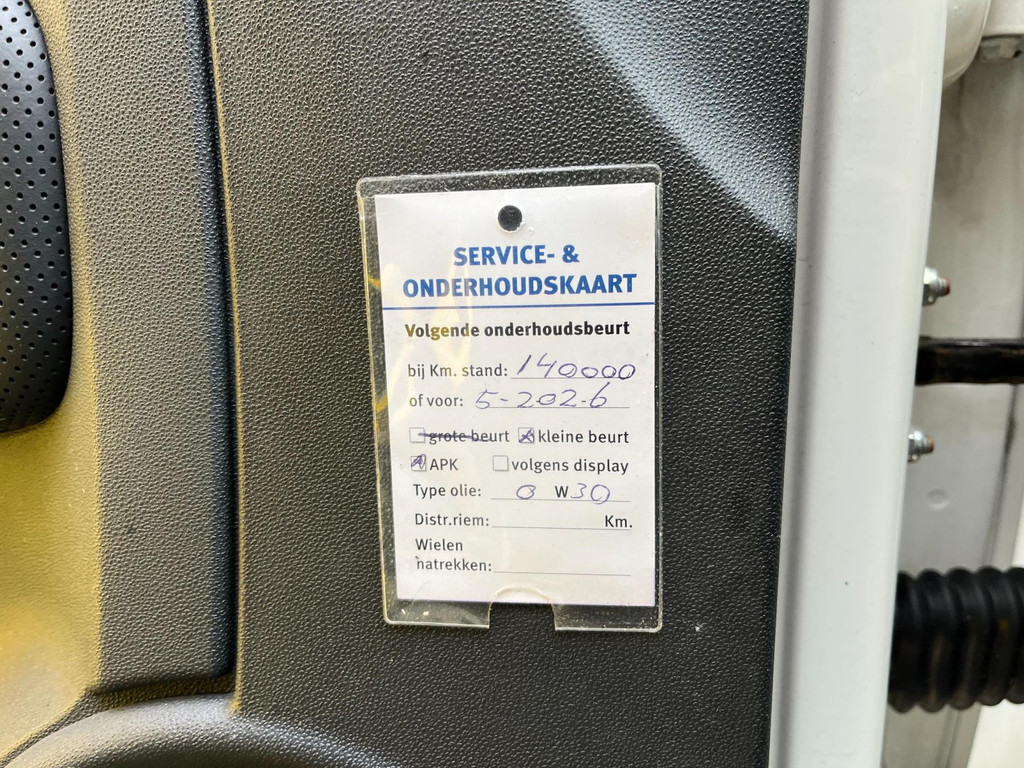 SERVICE- &
ONDERHOUDSKAART
Volgende onderhoudsbeurt
bij Km. stand: 140000
of voor: 5-2026
grote beurt kleine beurt
APK volgens display
Type olie: 0 W 30
Distr.riem: Km.
Wielen
natrekken: